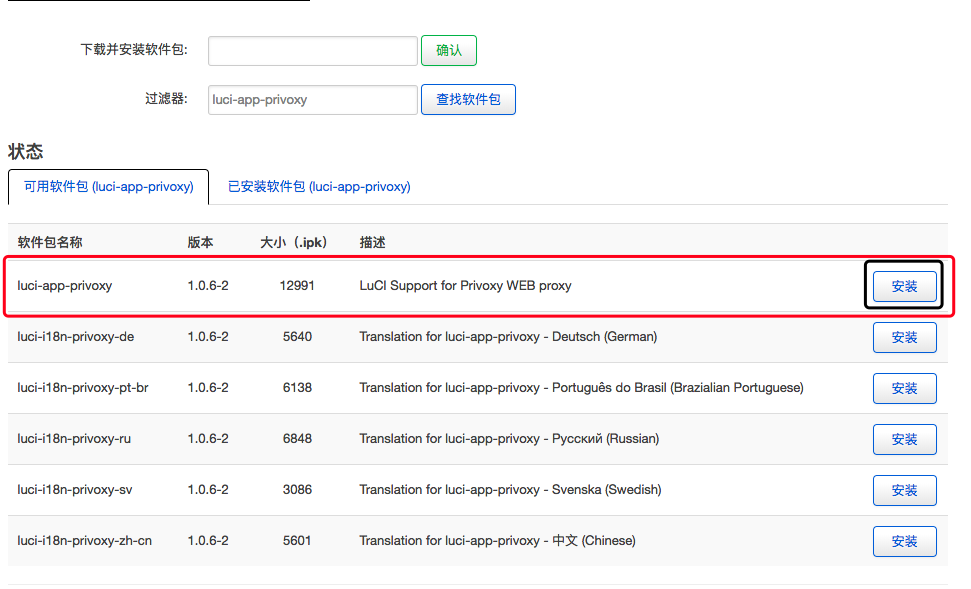 下载并安装软件包:
确认
过滤器: luci-app-privoxy 查找软件包
状态
可用软件包 (luci-app-privoxy) 已安装软件包 (luci-app-privoxy)
软件包名称 版本 大小（.ipk） 描述
luci-app-privoxy 1.0.6-2 12991 LuCI Support for Privoxy WEB proxy 安装
luci-i18n-privoxy-de 1.0.6-2 5640 Translation for luci-app-privoxy - Deutsch (German) 安装
luci-i18n-privoxy-pt-br 1.0.6-2 6138 Translation for luci-app-privoxy - Português do Brasil (Brazialian Portuguese) 安装
luci-i18n-privoxy-ru 1.0.6-2 6848 Translation for luci-app-privoxy - Русский (Russian) 安装
luci-i18n-privoxy-sv 1.0.6-2 3086 Translation for luci-app-privoxy - Svenska (Swedish) 安装
luci-i18n-privoxy-zh-cn 1.0.6-2 5601 Translation for luci-app-privoxy - 中文 (Chinese) 安装